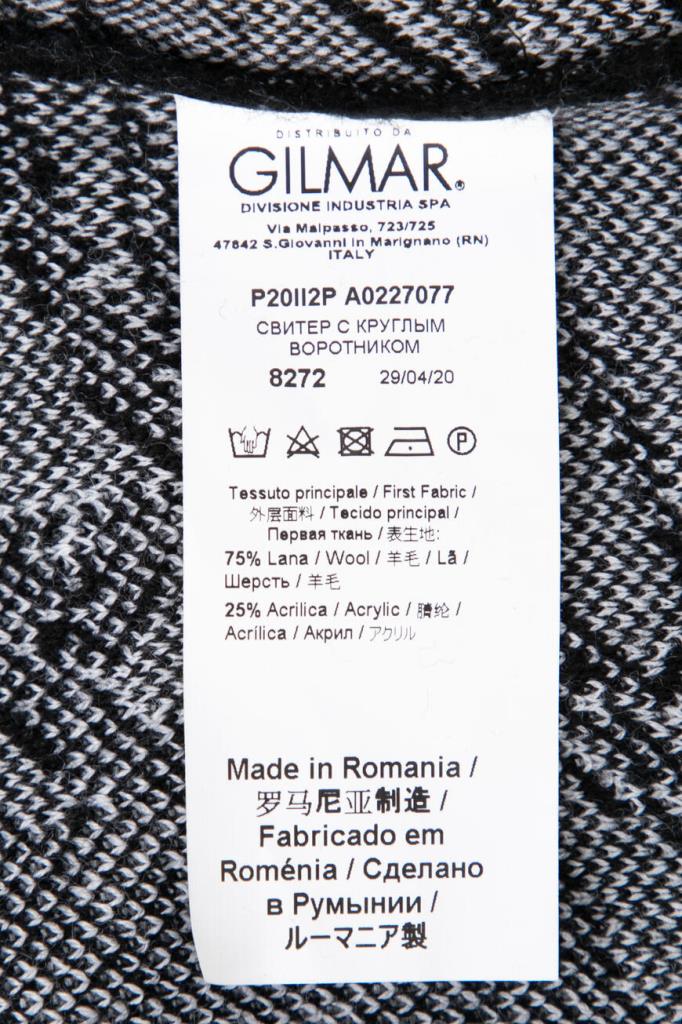 DISTRIBUITO DA
GILMAR®
DIVISIONE INDUSTRIA SPA
Via Malpasso, 723/725
47842 S.Giovanni in Marignano (RN)
ITALY
P20II2P A0227077
СВИТЕР С КРУГЛЫМ
ВОРОТНИКОМ
8272 29/04/20
P
Tessuto principale / First Fabric /
外层面料 / Tecido principal /
Первая ткань / 表生地:
75% Lana / Wool / 羊毛 / Lã /
Шерсть / 羊毛
25% Acrilica / Acrylic / 腈纶 /
Acrílica / Акрил / アクリル
Made in Romania /
罗马尼亚制造 /
Fabricado em
Roménia / Сделано
в Румынии /
ルーマニア製